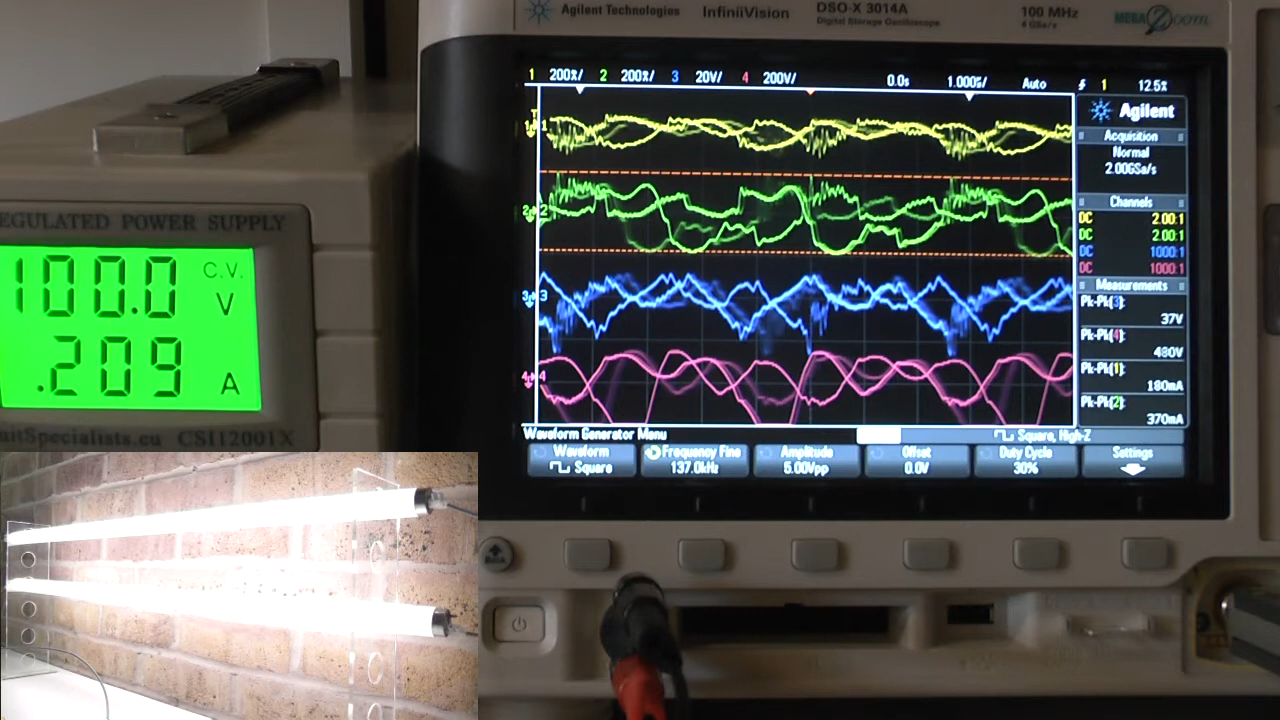 Agilent Technologies InfiniiVision DSO-X 3014A
Digital Storage Oscilloscope
100 MHz
4 GSa/s
MEGA Zoom
EGULATED POWER SUPPLY
100.0 C.V. V
.209 A
uitSpecialists.eu CSI12001X
1 200%/ 2 200%/ 3 20V/ 4 200V/ 0.0s 1.000%/ Auto 1 12.5%
Agilent
Acquisition
Normal
2.00GSa/s
Channels
DC 2.00:1
DC 2.00:1
DC 1000:1
DC 1000:1
Measurements
Pk-Pk(3):
37V
Pk-Pk(4):
480V
Pk-Pk(1):
180mA
Pk-Pk(2):
370mA
Waveform Generator Menu
Square, High-Z
Waveform
Square
Frequency Fine
137.0kHz
Amplitude
5.00Vpp
Offset
0.0V
Duty Cycle
30%
Settings